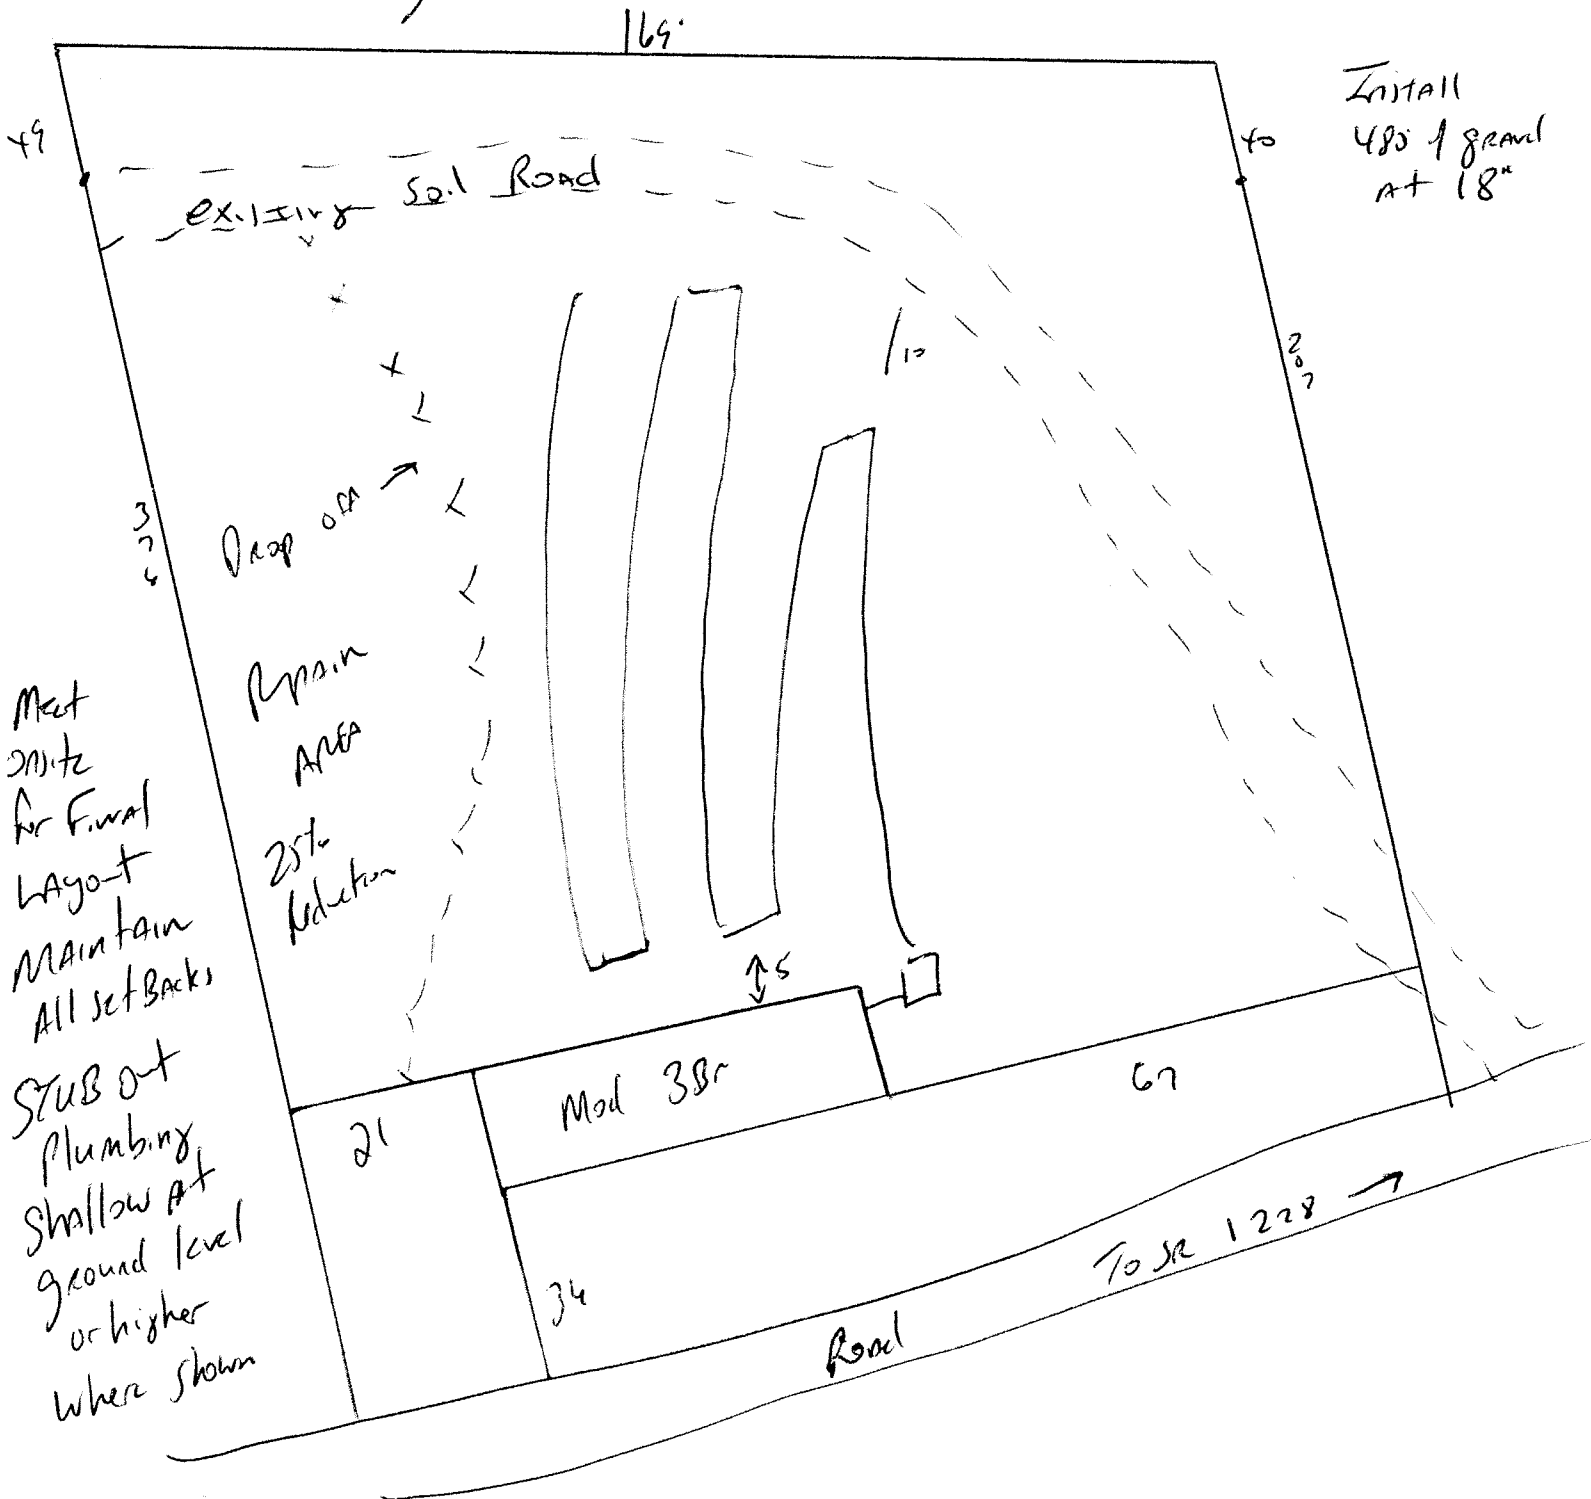 169'
49
40
Install
480 of gravel
At 18"
existing Soil Road
10
207
376
Drop off
Repair
AREA
25%
Reduction
Meet
onsite
for Final
LAyout
MAintAin
All setBacks
STUB Out
Plumbing
Shallow At
ground level
or higher
where shown
5
Mod 3Br
21
67
34
To SR 1228
Road